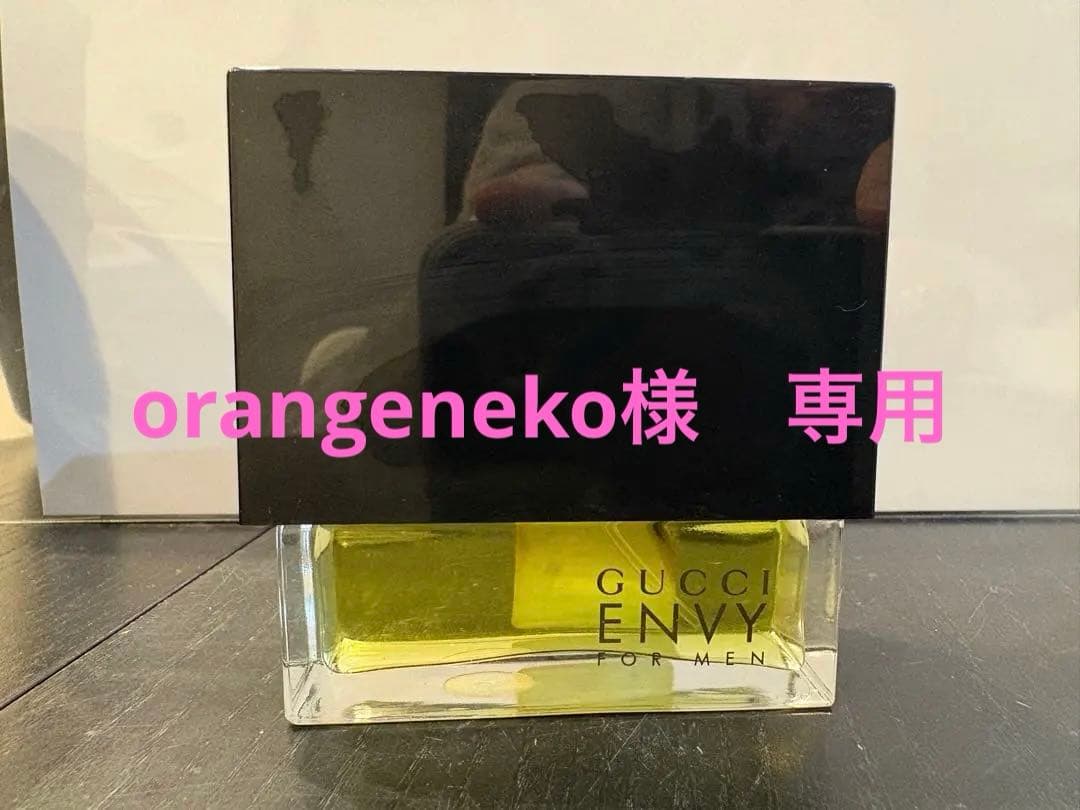 orangeneko様　専用
GUCCI
ENVY
FOR MEN